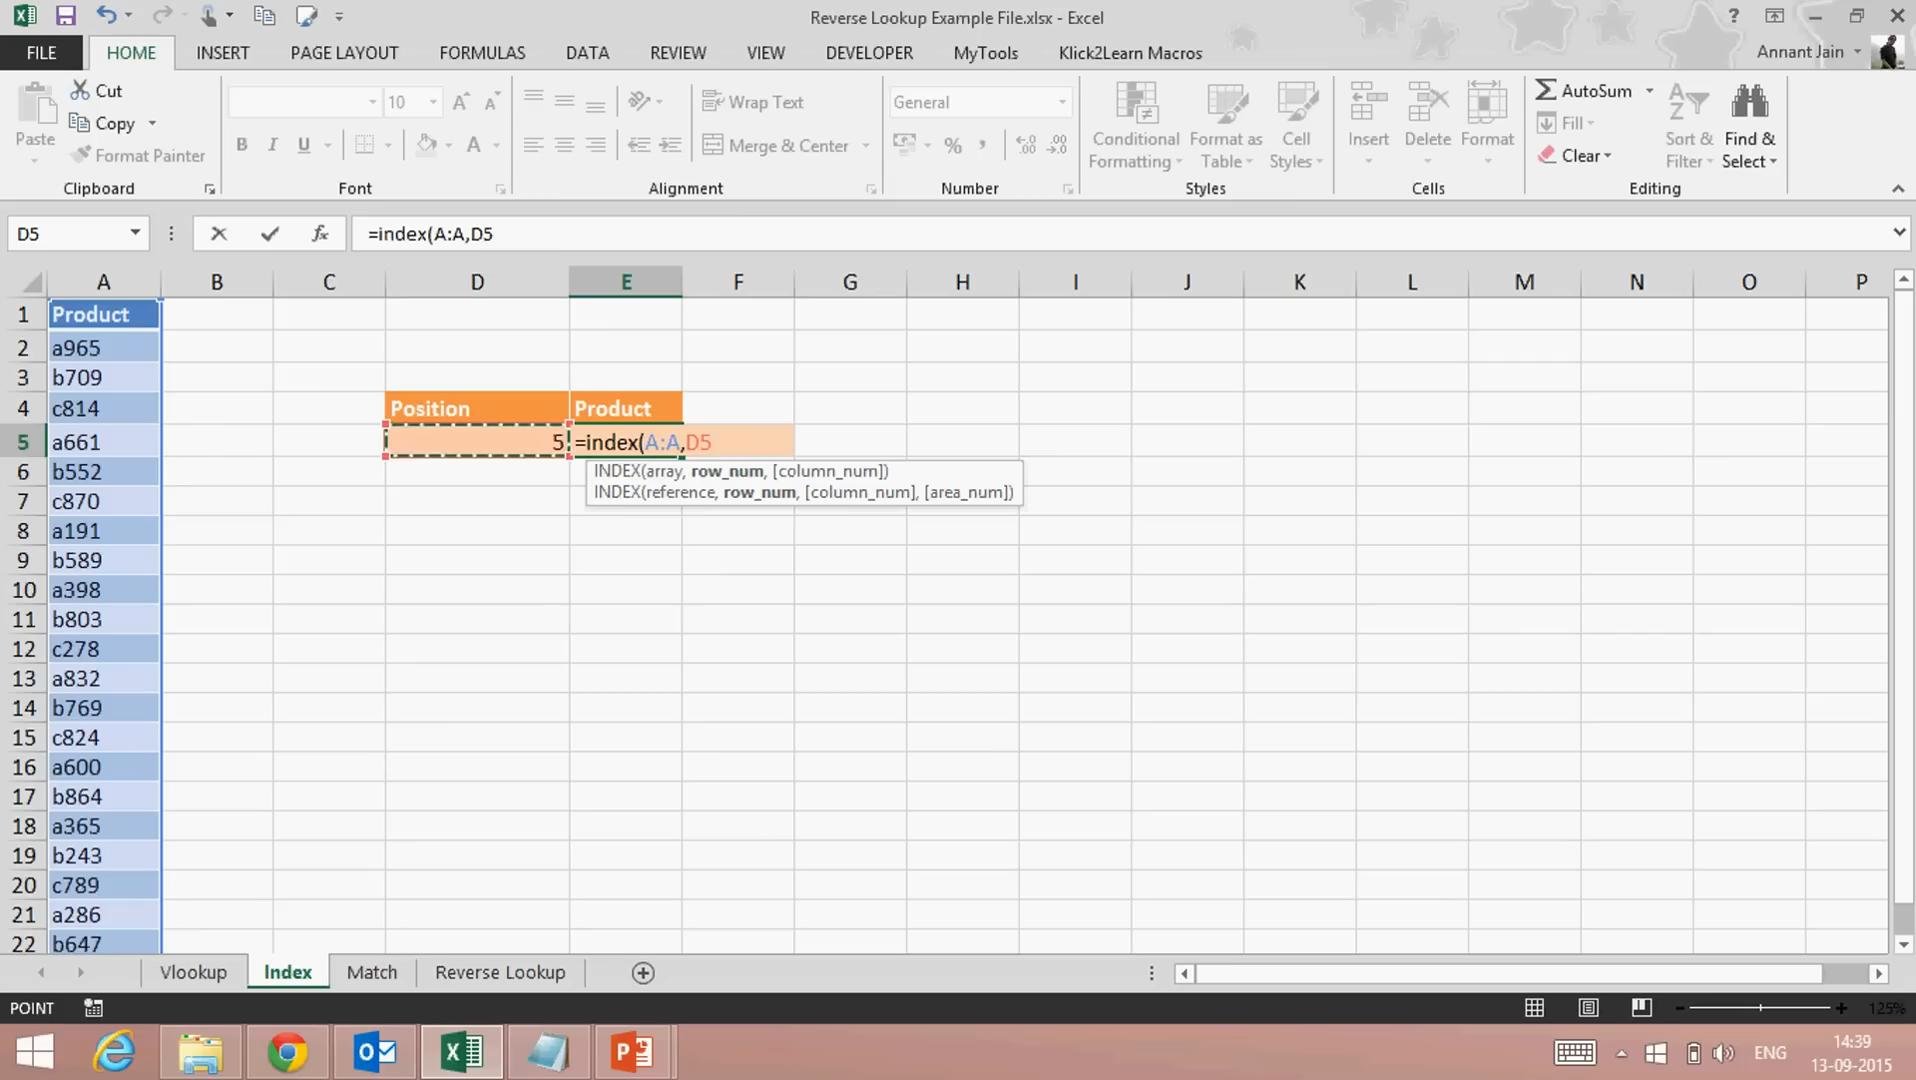 Reverse Lookup Example File.xlsx - Excel
?
FILE HOME INSERT PAGE LAYOUT FORMULAS DATA REVIEW VIEW DEVELOPER MyTools Klick2Learn Macros Annant Jain
Paste
Cut
Copy
Format Painter
Clipboard
10 A A
B I U A
Font
Wrap Text
Merge & Center
Alignment
General
% ,
.0 .00
Number
Conditional Formatting
Format as Table
Cell Styles
Styles
Insert Delete Format
Cells
AutoSum
Fill
Clear
Sort & Filter
Find & Select
Editing
D5 fx =index(A:A,D5
A B C D E F G H I J K L M N O P
1 Product
2 a965
3 b709
4 c814 Position Product
5 a661 5 =index(A:A,D5
6 b552 INDEX(array, row_num, [column_num])
INDEX(reference, row_num, [column_num], [area_num])
7 c870
8 a191
9 b589
10 a398
11 b803
12 c278
13 a832
14 b769
15 c824
16 a600
17 b864
18 a365
19 b243
20 c789
21 a286
22 b647
Vlookup Index Match Reverse Lookup
POINT 125%
ENG 14:39
13-09-2015